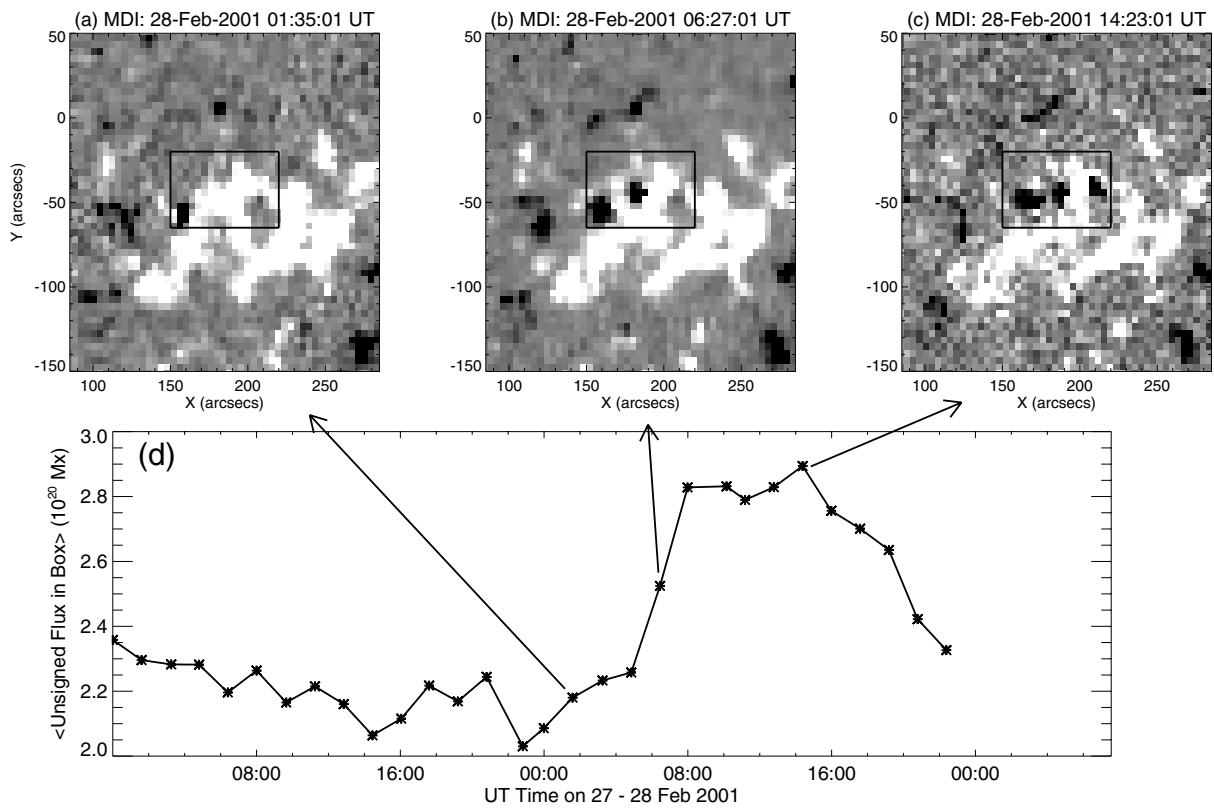 (a) MDI: 28-Feb-2001 01:35:01 UT
(b) MDI: 28-Feb-2001 06:27:01 UT
(c) MDI: 28-Feb-2001 14:23:01 UT
50
0
-50
-100
-150
Y (arcsecs)
100 150 200 250
X (arcsecs)
50
0
-50
-100
-150
100 150 200 250
X (arcsecs)
50
0
-50
-100
-150
100 150 200 250
X (arcsecs)
(d)
3.0
2.8
2.6
2.4
2.2
2.0
<Unsigned Flux in Box> (10²⁰ Mx)
08:00 16:00 00:00 08:00 16:00 00:00
UT Time on 27 - 28 Feb 2001